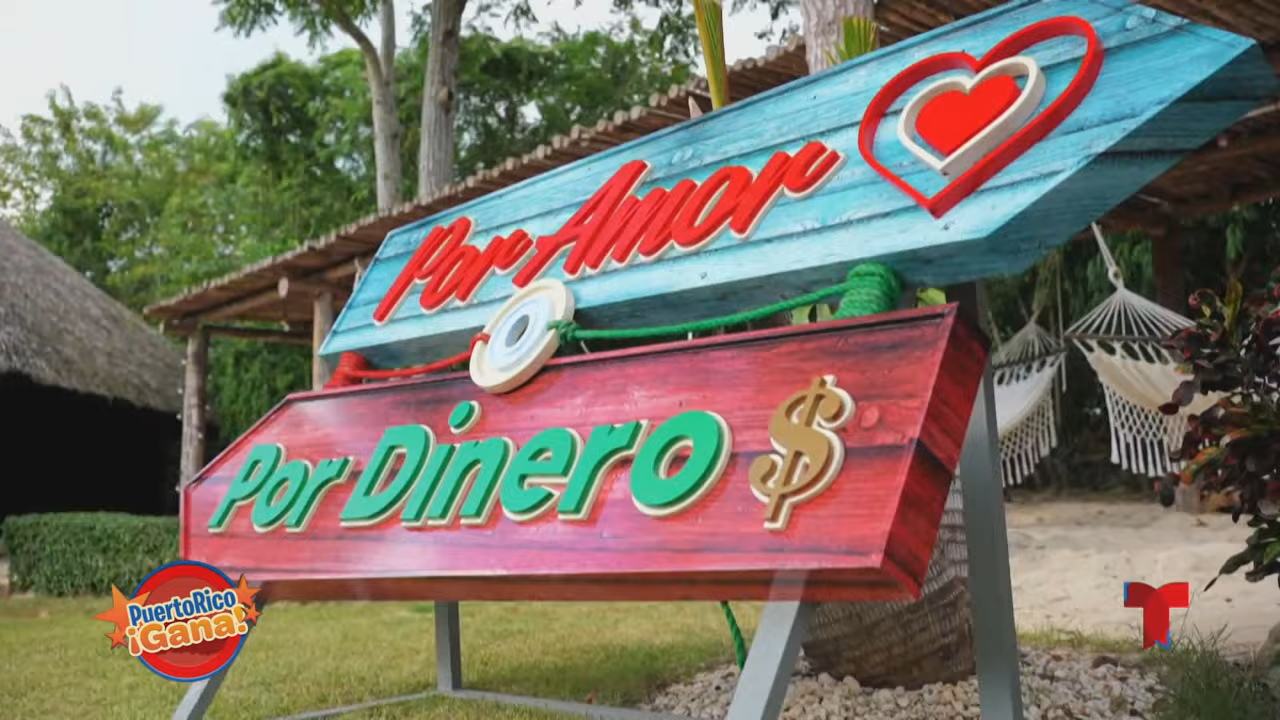 Por Amor
Por Dinero $
PuertoRico
¡Gana!
T